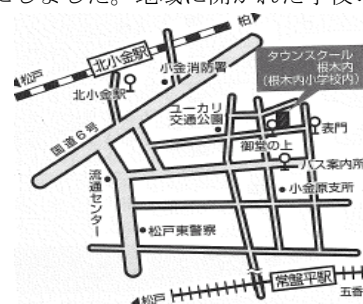 こしました。地域に開かれた学校
柏
北小金駅
松戸
小金消防署
北小金駅
タウンスクール
根木内
(根木内小学校内)
ユーカリ
交通公園
国道6号
表門
御堂の上
バス案内所
流通センター
小金原支所
松戸東警察
常盤平駅
松戸
五香